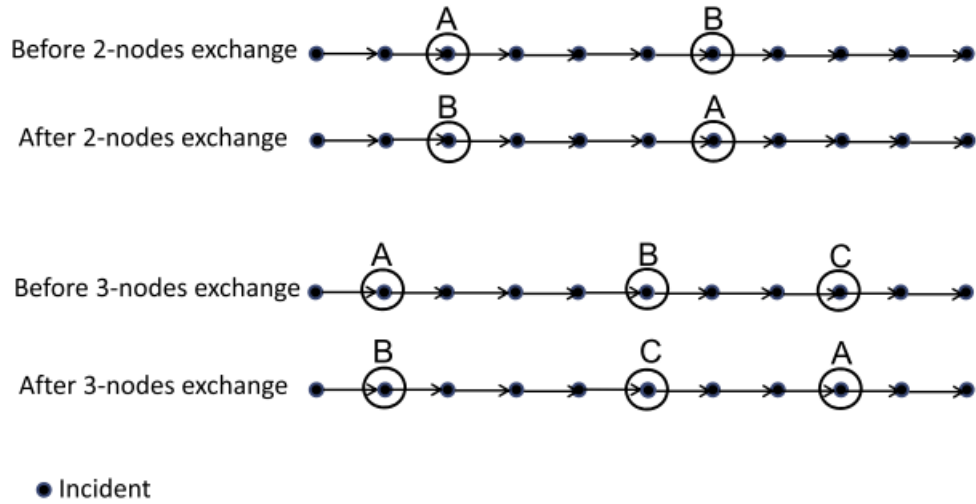 A B
Before 2-nodes exchange
B A
After 2-nodes exchange
A B C
Before 3-nodes exchange
B C A
After 3-nodes exchange
Incident